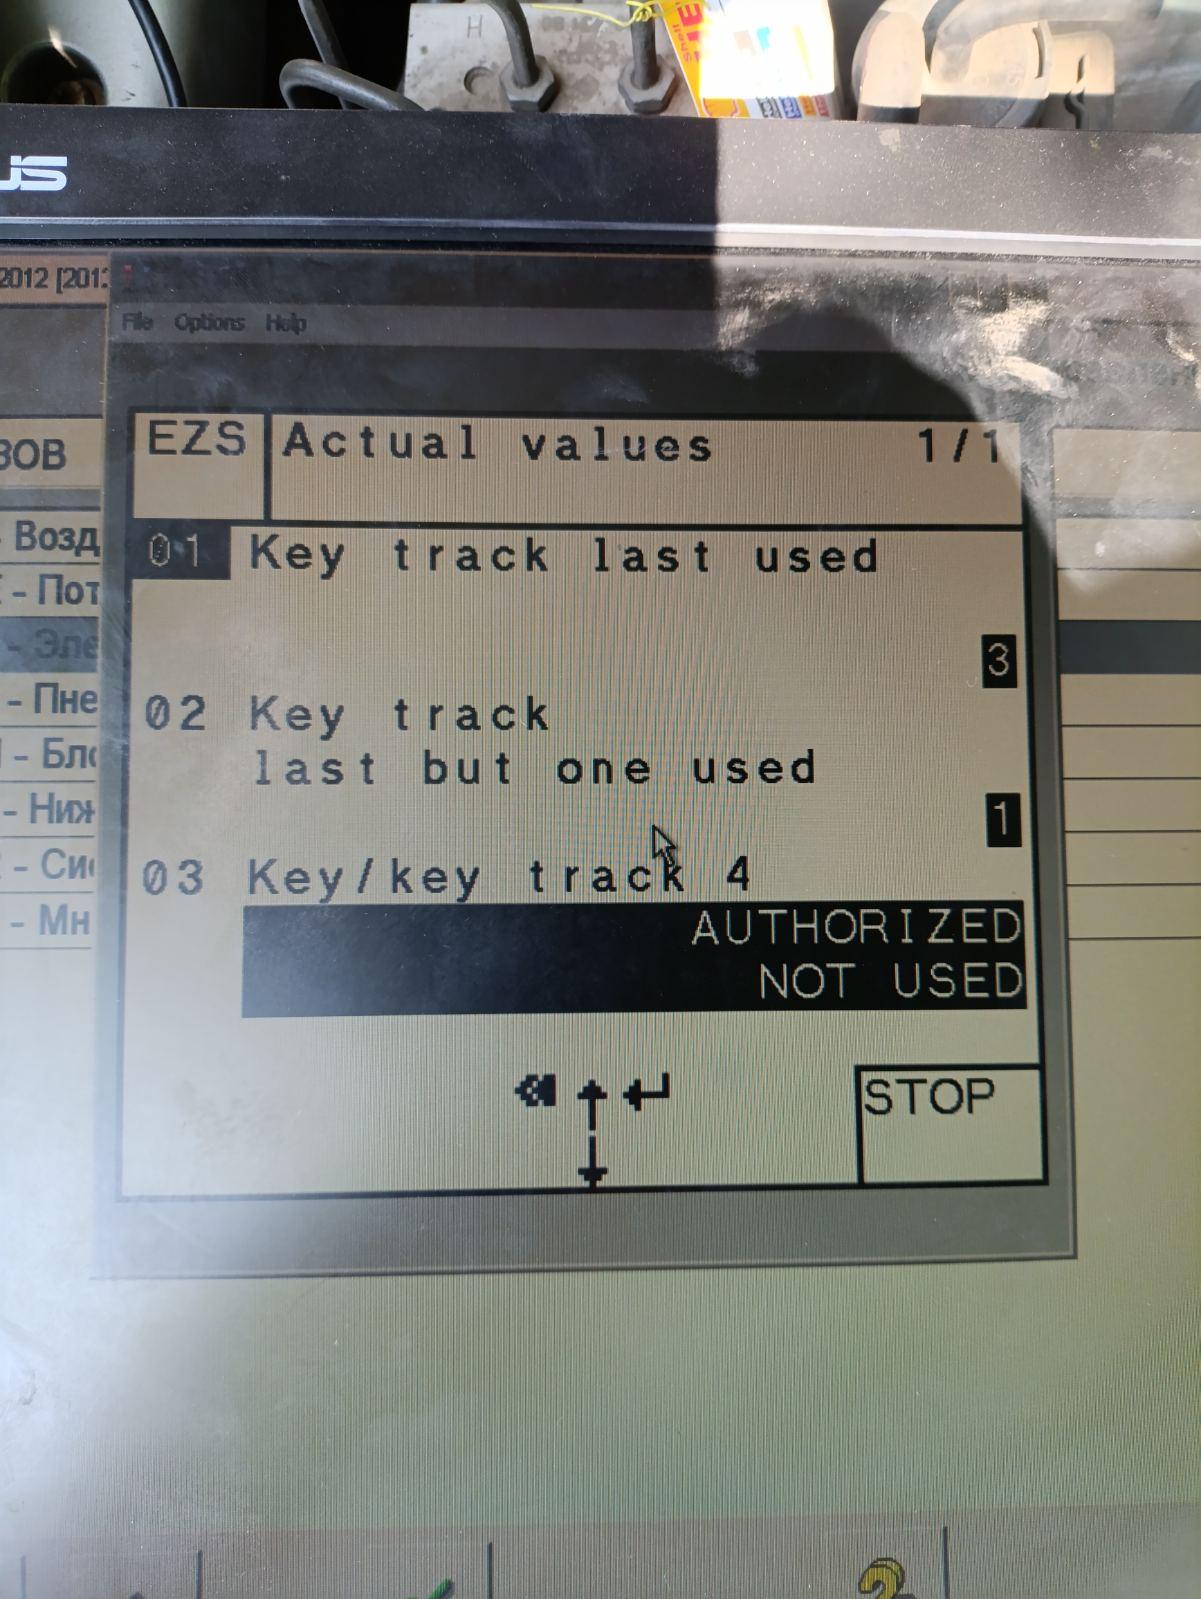 H
Shell
US
2012 [2012
File Options Help
EZS Actual values 1/1
01 Key track last used
3
02 Key track
last but one used
1
03 Key/key track 4
AUTHORIZED
NOT USED
STOP
ЗОВ
- Возд
- Пот
- Эле
- Пне
- Бло
- Ниж
- Сис
- Мн